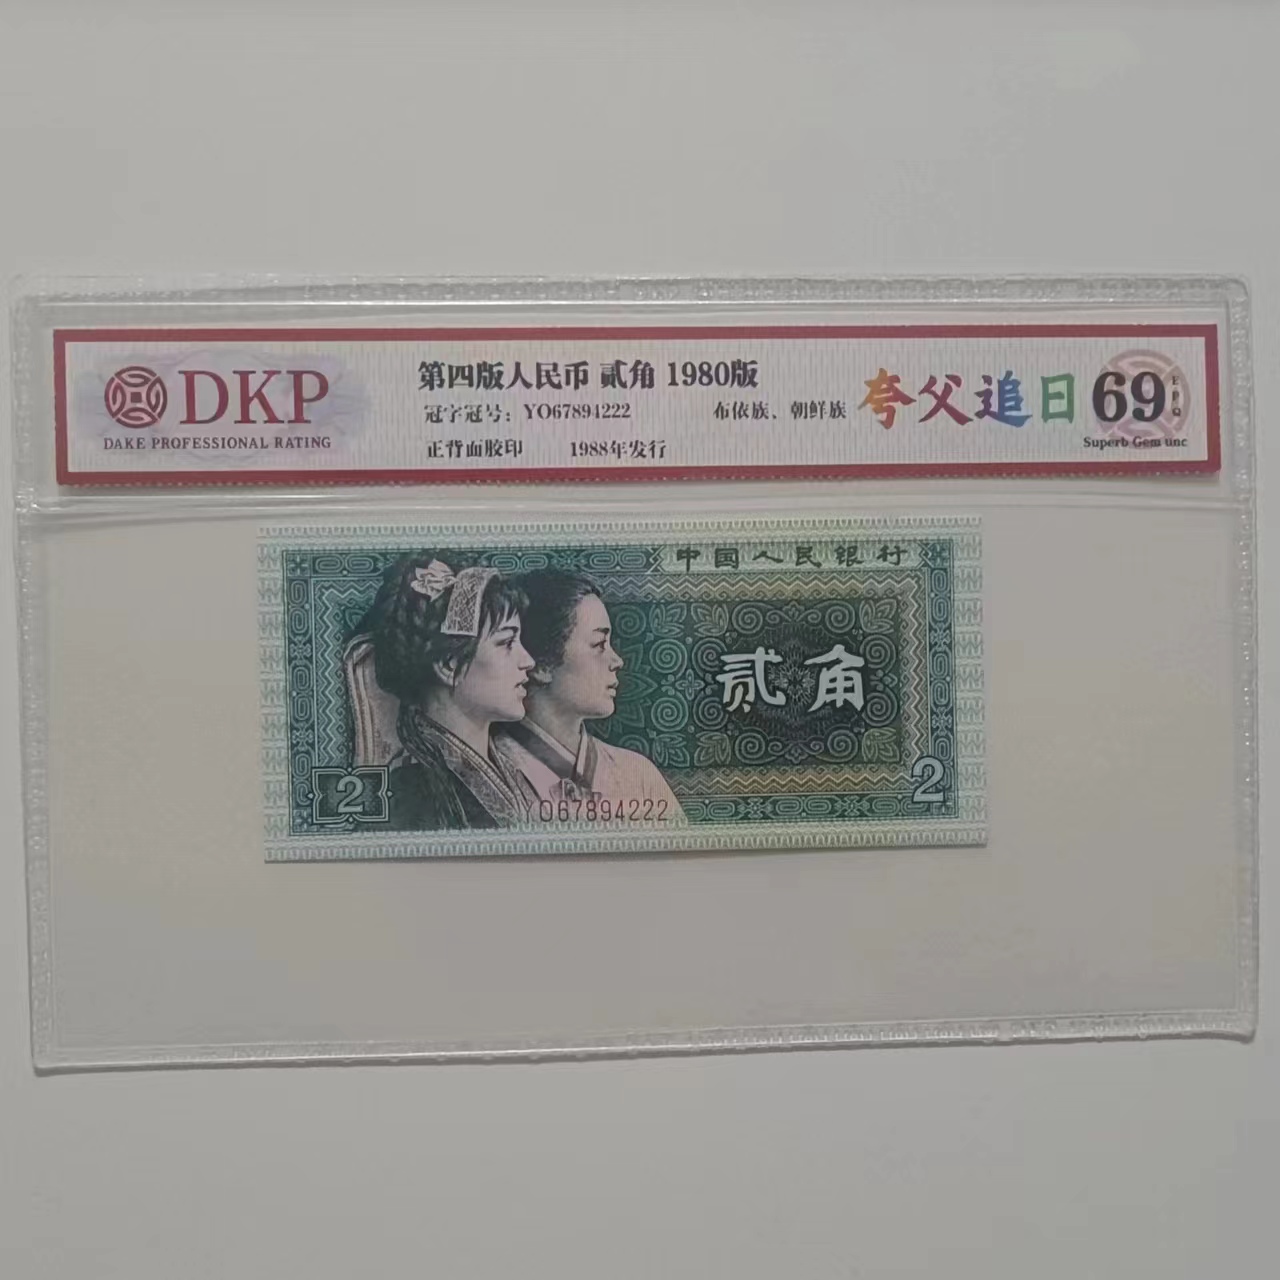 DKP
DAKE PROFESSIONAL RATING
第四版人民币 贰角 1980版
冠字冠号：YO67894222 布依族、朝鲜族
正背面胶印 1988年发行
夸父追日
69
EPQ
Superb Gem unc
中国人民银行
贰角
2
2
YO67894222